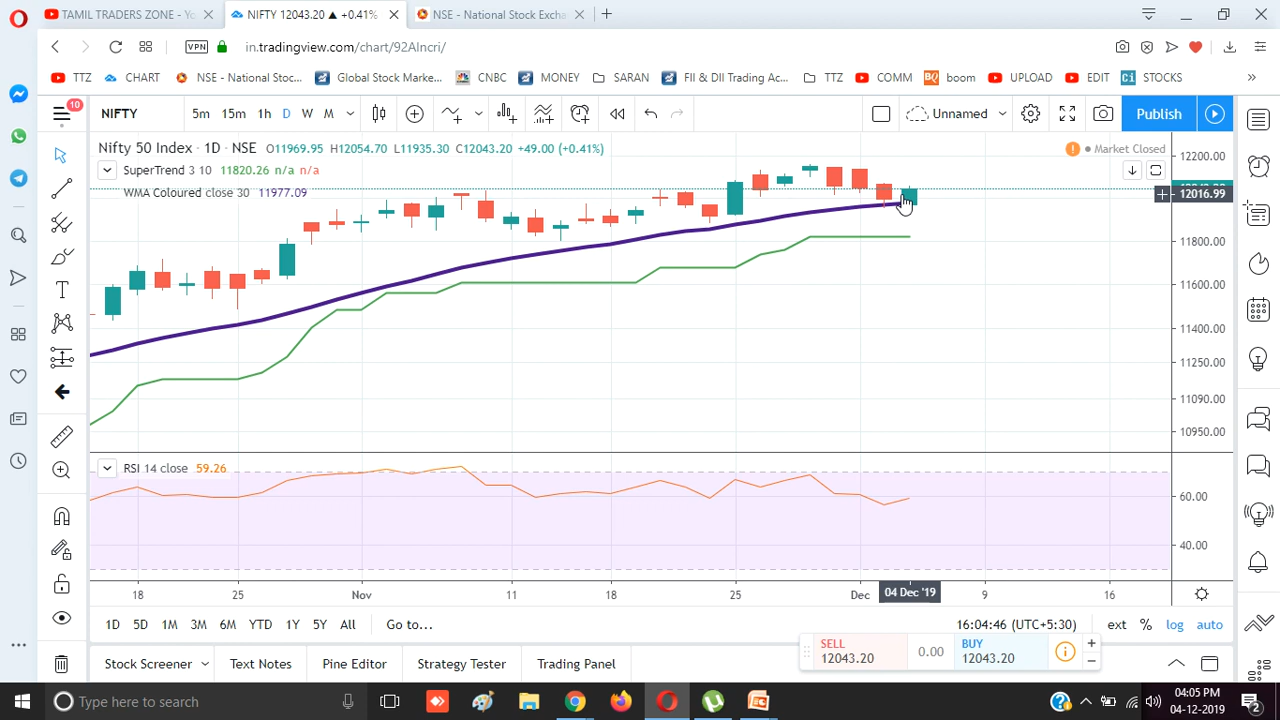 TAMIL TRADERS ZONE - Yo
NIFTY 12043.20 ▲ +0.41%
NSE - National Stock Excha
VPN
in.tradingview.com/chart/92AIncri/
TTZ
CHART
NSE - National Stoc...
Global Stock Marke...
CNBC
MONEY
SARAN
FII & DII Trading Ac...
TTZ
COMM
BQ boom
UPLOAD
EDIT
Ci STOCKS
»
10
NIFTY
5m 15m 1h D W M
Unnamed
Publish
Nifty 50 Index · 1D · NSE O11969.95 H12054.70 L11935.30 C12043.20 +49.00 (+0.41%)
Market Closed
SuperTrend 3 10 11820.26 n/a n/a
WMA Coloured close 30 11977.09
12200.00
12016.99
11800.00
11600.00
11400.00
11250.00
11090.00
10950.00
RSI 14 close 59.26
60.00
40.00
18 25 Nov 11 18 25 Dec 04 Dec '19 9 16
1D 5D 1M 3M 6M YTD 1Y 5Y All Go to...
16:04:46 (UTC+5:30) ext % log auto
SELL
12043.20
0.00
BUY
12043.20
Stock Screener
Text Notes
Pine Editor
Strategy Tester
Trading Panel
Type here to search
04:05 PM
04-12-2019
2